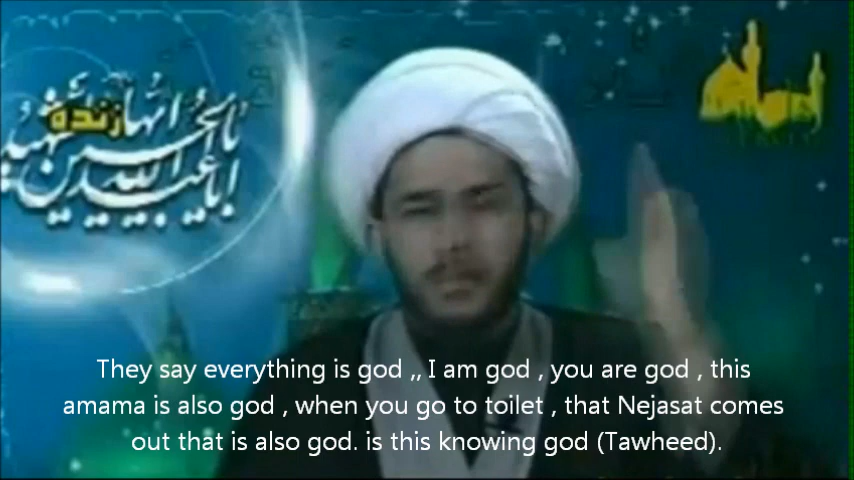 زنده
They say everything is god ,, I am god , you are god , this
amama is also god , when you go to toilet , that Nejasat comes
out that is also god. is this knowing god (Tawheed).